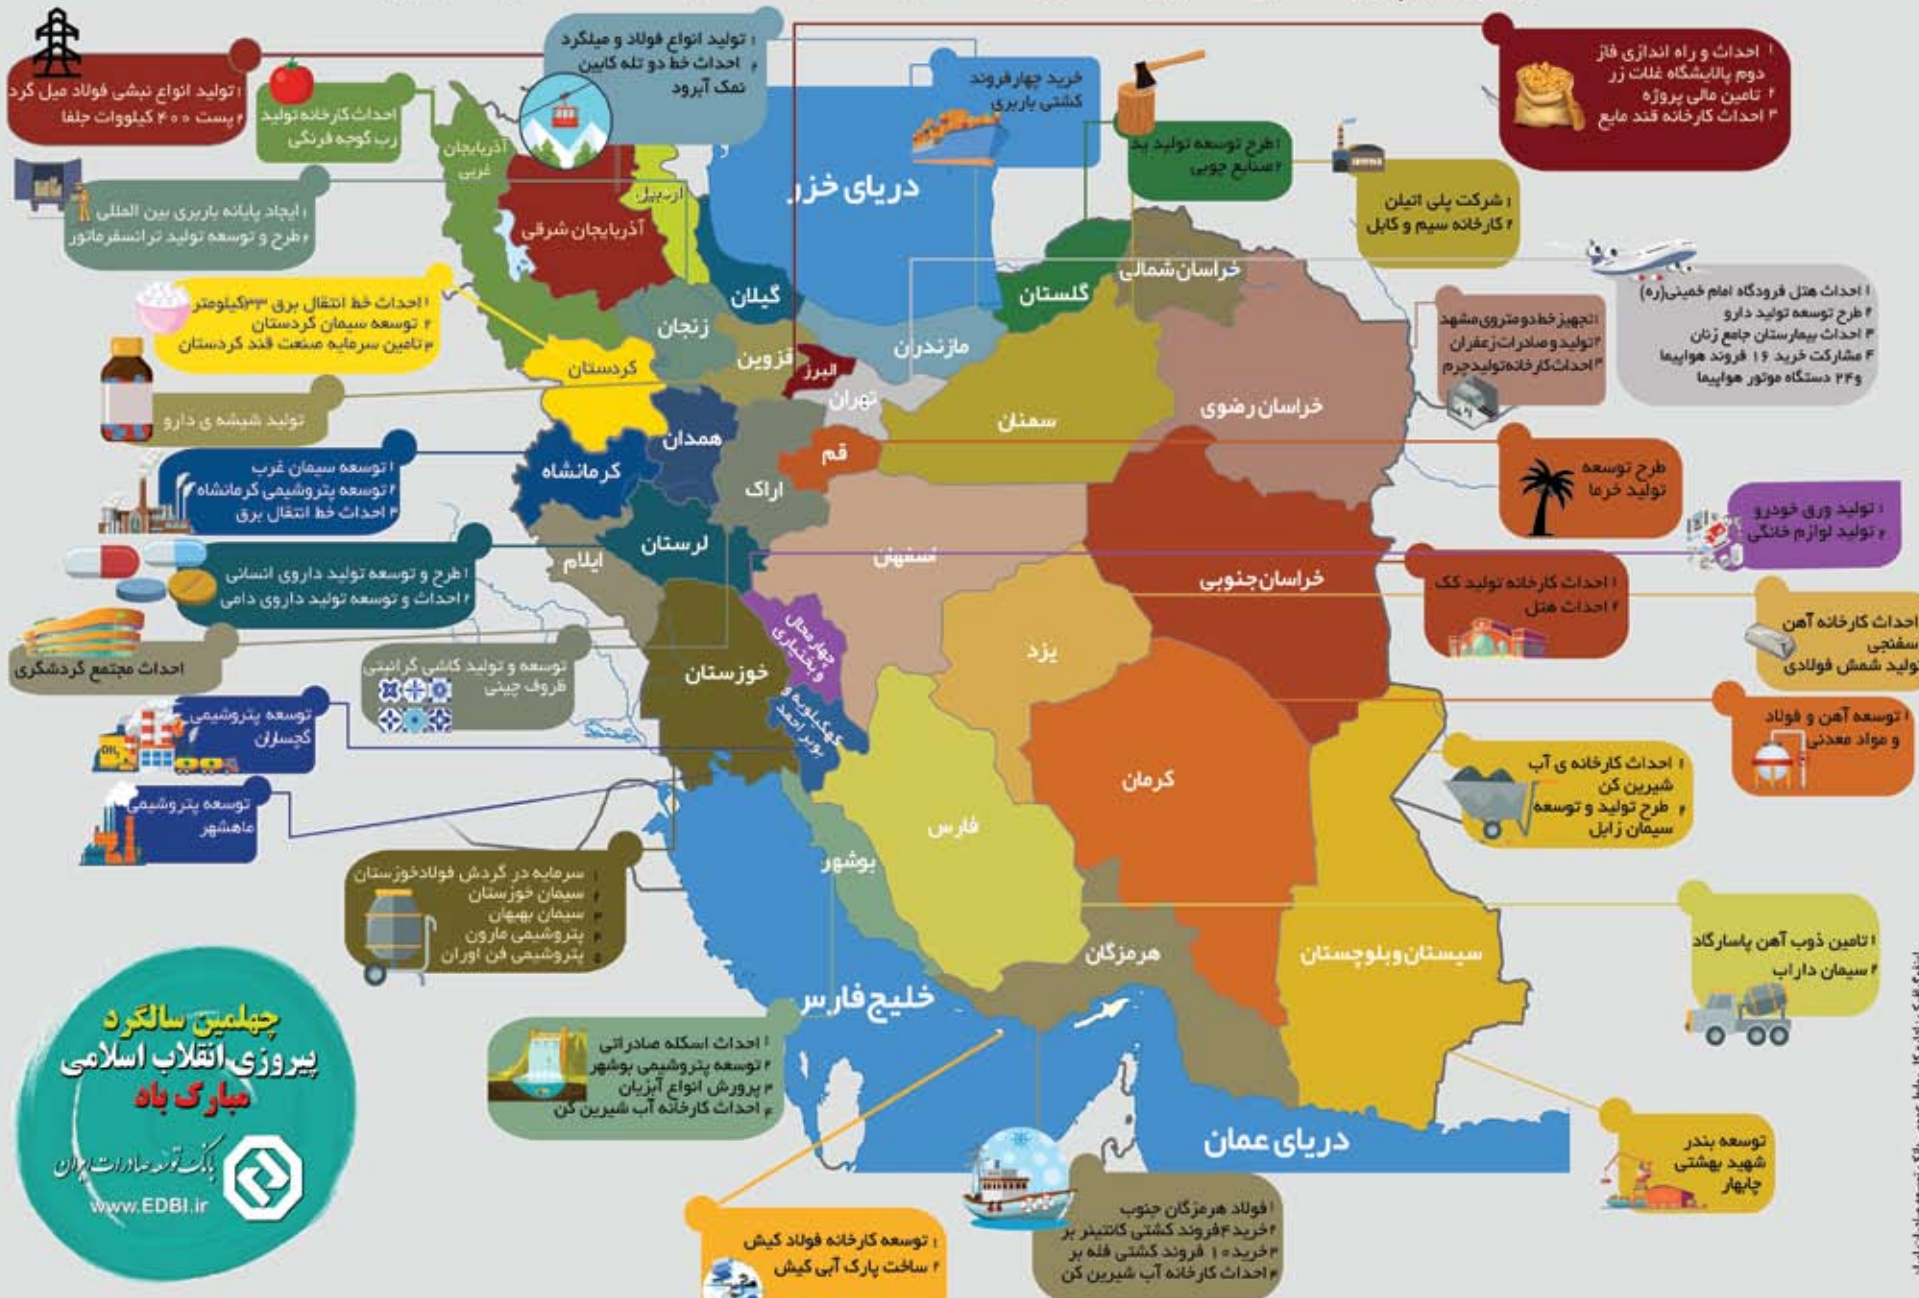 ۱ تولید انواع نبشی فولاد میل گرد
۲ پست ۴۰۰ کیلووات جلفا
احداث کارخانه تولید
رب گوجه فرنگی
۱ تولید انواع فولاد و میلگرد
۲ احداث خط دو تله کابین
نمک آبرود
خرید چهار فروند
کشتی باربری
۱ طرح توسعه تولید ید
۲ صنایع چوبی
۱ احداث و راه اندازی فاز
دوم پالایشگاه غلات زر
۲ تامین مالی پروژه
۳ احداث کارخانه قند مایع
۱ شرکت پلی اتیلن
۲ کارخانه سیم و کابل
۱ ایجاد پایانه باربری بین المللی
۲ طرح و توسعه تولید ترانسفرماتور
۱ احداث هتل فرودگاه امام خمینی(ره)
۲ طرح توسعه تولید دارو
۳ احداث بیمارستان جامع زنان
۴ مشارکت خرید ۱۶ فروند هواپیما
و ۲۴ دستگاه موتور هواپیما
۱ احداث خط انتقال برق ۳۳کیلومتر
۲ توسعه سیمان کردستان
۳ تامین سرمایه صنعت قند کردستان
۱ تجهیز خط دو متروی مشهد
۲ تولید و صادرات زعفران
۳ احداث کارخانه تولید چرم
تولید شیشه ی دارو
۱ توسعه سیمان غرب
۲ توسعه پتروشیمی کرمانشاه
۳ احداث خط انتقال برق
طرح توسعه
تولید خرما
۱ تولید ورق خودرو
۲ تولید لوازم خانگی
۱ طرح و توسعه تولید داروی انسانی
۲ احداث و توسعه تولید داروی دامی
۱ احداث کارخانه تولید کک
۲ احداث هتل
احداث کارخانه آهن
اسفنجی
تولید شمش فولادی
احداث مجتمع گردشگری
توسعه و تولید کاشی گرانیتی
ظروف چینی
توسعه پتروشیمی
گچساران
۱ توسعه آهن و فولاد
و مواد معدنی
۱ احداث کارخانه ی آب
شیرین کن
۲ طرح تولید و توسعه
سیمان زابل
توسعه پتروشیمی
ماهشهر
۱ سرمایه در گردش فولاد خوزستان
۲ سیمان خوزستان
۳ سیمان بهبهان
۴ پتروشیمی مارون
۵ پتروشیمی فن اوران
۱ تامین ذوب آهن پاسارگاد
۲ سیمان داراب
۱ احداث اسکله صادراتی
۲ توسعه پتروشیمی بوشهر
۳ پرورش انواع آبزیان
۴ احداث کارخانه آب شیرین کن
توسعه بندر
شهید بهشتی
چابهار
۱ توسعه کارخانه فولاد کیش
۲ ساخت پارک آبی کیش
۱ فولاد هرمزگان جنوب
۲ خرید ۴ فروند کشتی کانتینر بر
۳ خرید ۱۰ فروند کشتی فله بر
۴ احداث کارخانه آب شیرین کن
آذربایجان
غربی
آذربایجان شرقی
اردبیل
دریای خزر
گیلان
زنجان
قزوین
البرز
تهران
مازندران
گلستان
خراسان شمالی
خراسان رضوی
سمنان
کردستان
همدان
کرمانشاه
اراک
قم
ایلام
لرستان
اصفهان
خراسان جنوبی
یزد
خوزستان
چهارمحال
و بختیاری
کهگیلویه و
بویر احمد
کرمان
فارس
بوشهر
هرمزگان
سیستان و بلوچستان
خلیج فارس
دریای عمان
OIL
چهلمین سالگرد
پیروزی انقلاب اسلامی
مبارک باد
بانک توسعه صادرات ایران
www.EDBI.ir